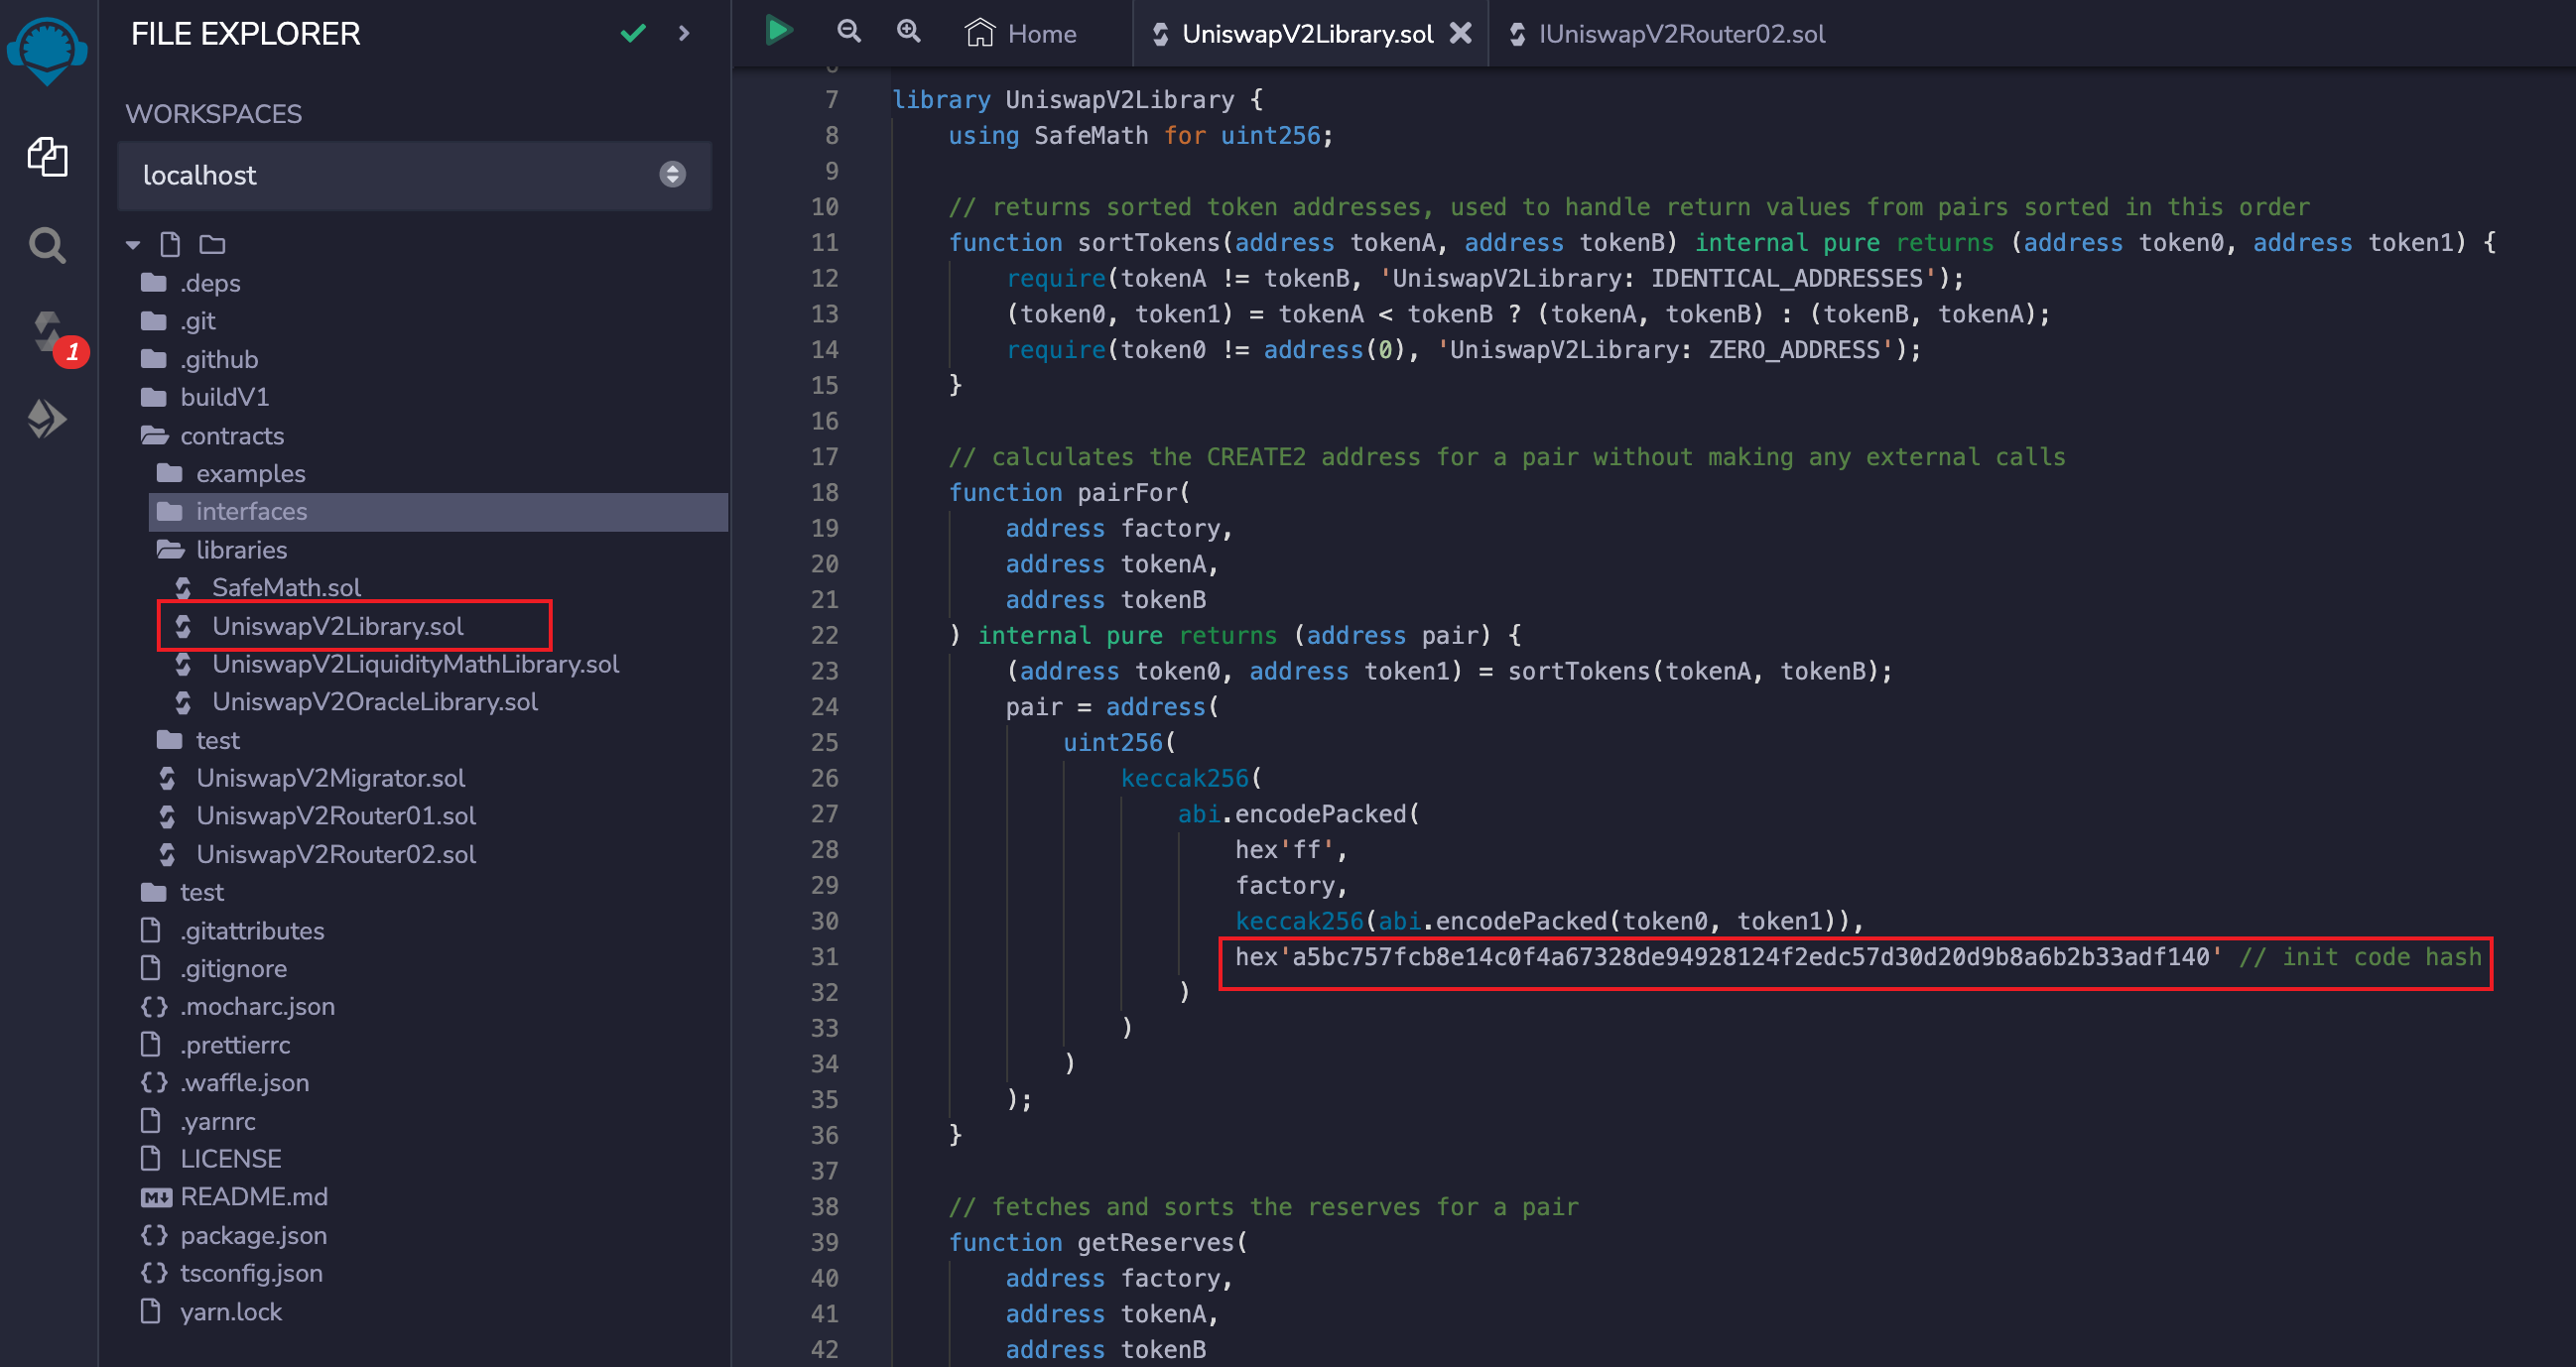 FILE EXPLORER
WORKSPACES
localhost
.deps
.git
.github
1
buildV1
contracts
examples
interfaces
libraries
SafeMath.sol
UniswapV2Library.sol
UniswapV2LiquidityMathLibrary.sol
UniswapV2OracleLibrary.sol
test
UniswapV2Migrator.sol
UniswapV2Router01.sol
UniswapV2Router02.sol
test
.gitattributes
.gitignore
.mocharc.json
.prettierrc
.waffle.json
.yarnrc
LICENSE
README.md
package.json
tsconfig.json
yarn.lock
Home
UniswapV2Library.sol
IUniswapV2Router02.sol
7 library UniswapV2Library {
8 using SafeMath for uint256;
9
10 // returns sorted token addresses, used to handle return values from pairs sorted in this order
11 function sortTokens(address tokenA, address tokenB) internal pure returns (address token0, address token1) {
12 require(tokenA != tokenB, 'UniswapV2Library: IDENTICAL_ADDRESSES');
13 (token0, token1) = tokenA < tokenB ? (tokenA, tokenB) : (tokenB, tokenA);
14 require(token0 != address(0), 'UniswapV2Library: ZERO_ADDRESS');
15 }
16
17 // calculates the CREATE2 address for a pair without making any external calls
18 function pairFor(
19 address factory,
20 address tokenA,
21 address tokenB
22 ) internal pure returns (address pair) {
23 (address token0, address token1) = sortTokens(tokenA, tokenB);
24 pair = address(
25 uint256(
26 keccak256(
27 abi.encodePacked(
28 hex'ff',
29 factory,
30 keccak256(abi.encodePacked(token0, token1)),
31 hex'a5bc757fcb8e14c0f4a67328de94928124f2edc57d30d20d9b8a6b2b33adf140' // init code hash
32 )
33 )
34 )
35 );
36 }
37
38 // fetches and sorts the reserves for a pair
39 function getReserves(
40 address factory,
41 address tokenA,
42 address tokenB